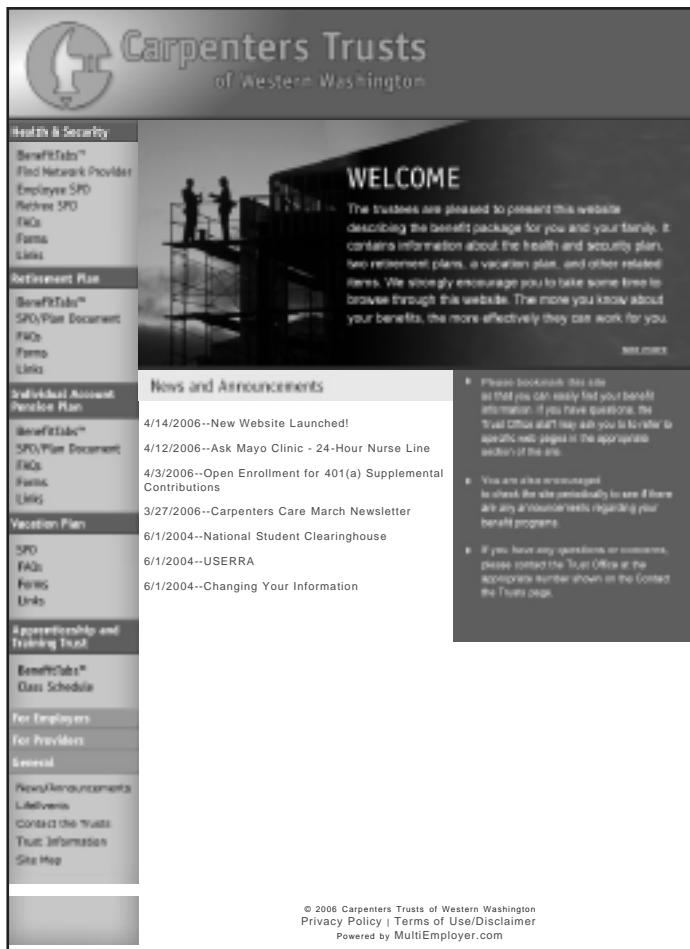 Carpenters Trusts
of Western Washington
Health & Security
BenefitTabs™
Find Network Provider
Employee SPD
Retiree SPD
FAQs
Forms
Links
Retirement Plan
BenefitTabs™
SPD/Plan Document
FAQs
Forms
Links
Individual Account
Pension Plan
BenefitTabs™
SPD/Plan Document
FAQs
Forms
Links
Vacation Plan
SPD
FAQs
Forms
Links
Apprenticeship and
Training Trust
BenefitTabs™
Class Schedule
For Employers
For Providers
General
News/Announcements
LifeEvents
Contact the Trusts
Trust Information
Site Map
WELCOME
The trustees are pleased to present this website
describing the benefit package for you and your family. It
contains information about the health and security plan,
two retirement plans, a vacation plan, and other related
items. We strongly encourage you to take some time to
browse through this website. The more you know about
your benefits, the more effectively they can work for you.
News and Announcements
4/14/2006--New Website Launched!
4/12/2006--Ask Mayo Clinic - 24-Hour Nurse Line
4/3/2006--Open Enrollment for 401(a) Supplemental
Contributions
3/27/2006--Carpenters Care March Newsletter
6/1/2004--National Student Clearinghouse
6/1/2004--USERRA
6/1/2004--Changing Your Information
Please bookmark this site
so that you can easily find your benefit
information. If you have questions, the
Trust Office staff may ask you to to refer to
specific web pages in the appropriate
section of the site.
You are also encouraged
to check the site periodically to see if there
are any announcements regarding your
benefit programs.
If you have any questions or concerns,
please contact the Trust Office at the
appropriate number shown on the Contact
the Trusts page.
© 2006 Carpenters Trusts of Western Washington
Privacy Policy | Terms of Use/Disclaimer
Powered by MultiEmployer.com